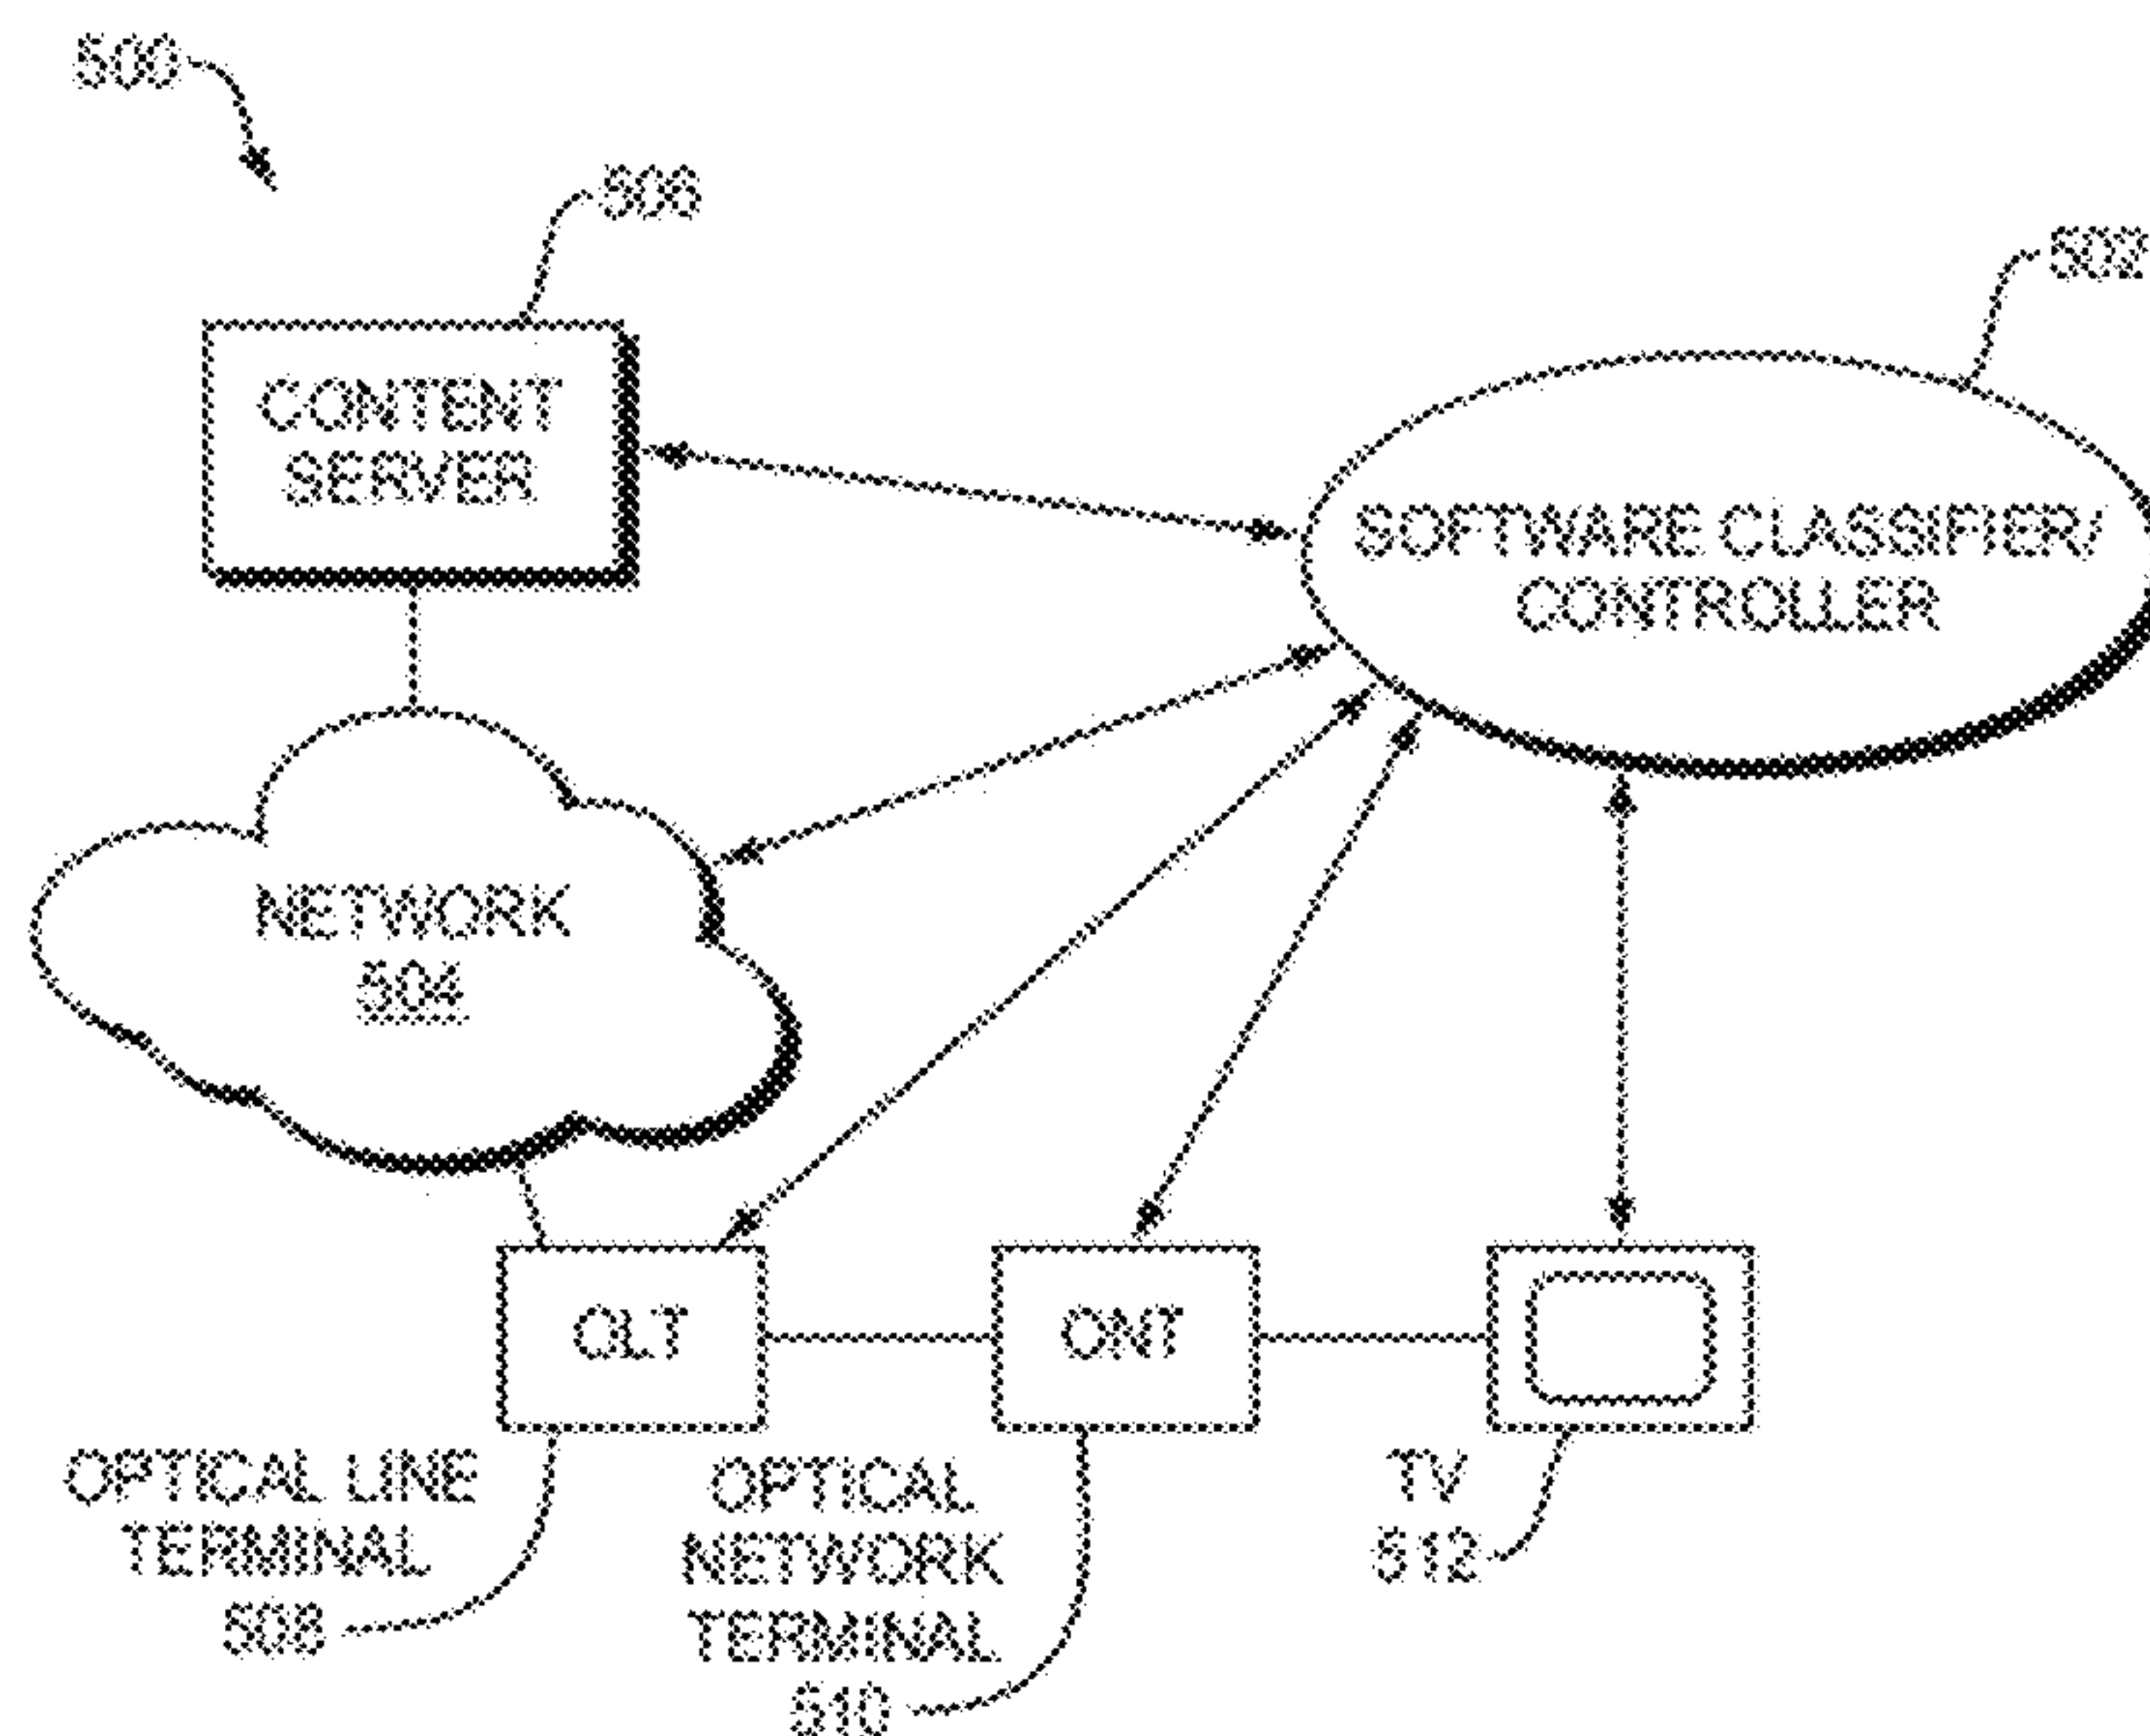 500
506
502
CONTENT
SERVER
SOFTWARE CLASSIFIER/
CONTROLLER
NETWORK
504
OLT
ONT
OPTICAL LINE
TERMINAL
508
OPTICAL
NETWORK
TERMINAL
510
TV
512